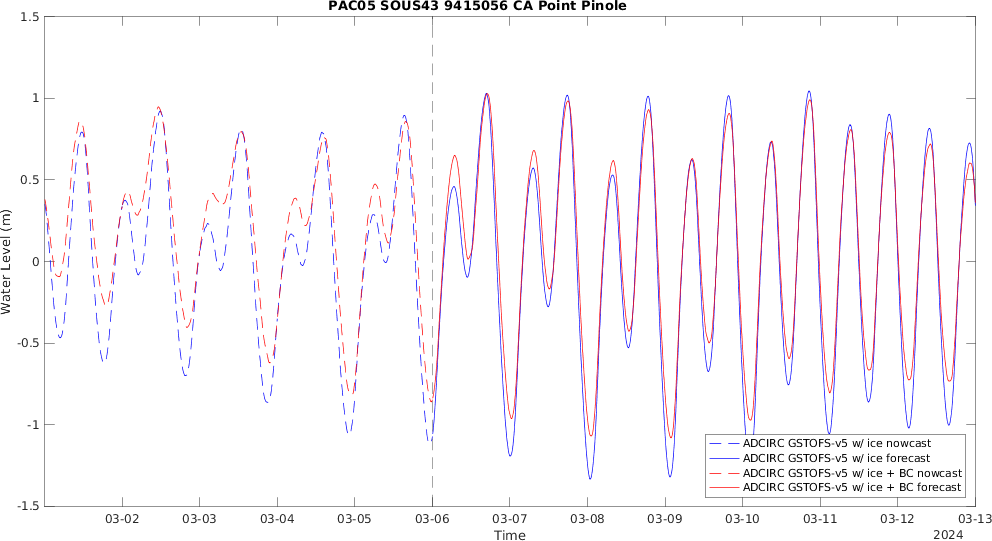 PAC05 SOUS43 9415056 CA Point Pinole
Water Level (m)
1.5
1
0.5
0
-0.5
-1
-1.5
ADCIRC GSTOFS-v5 w/ ice nowcast
ADCIRC GSTOFS-v5 w/ ice forecast
ADCIRC GSTOFS-v5 w/ ice + BC nowcast
ADCIRC GSTOFS-v5 w/ ice + BC forecast
03-02 03-03 03-04 03-05 03-06 03-07 03-08 03-09 03-10 03-11 03-12 03-13
Time
2024